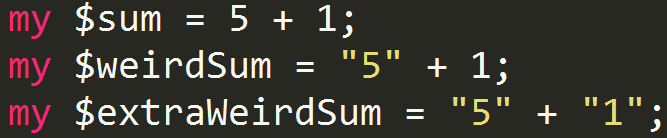 my $sum = 5 + 1;
my $weirdSum = "5" + 1;
my $extraWeirdSum = "5" + "1";